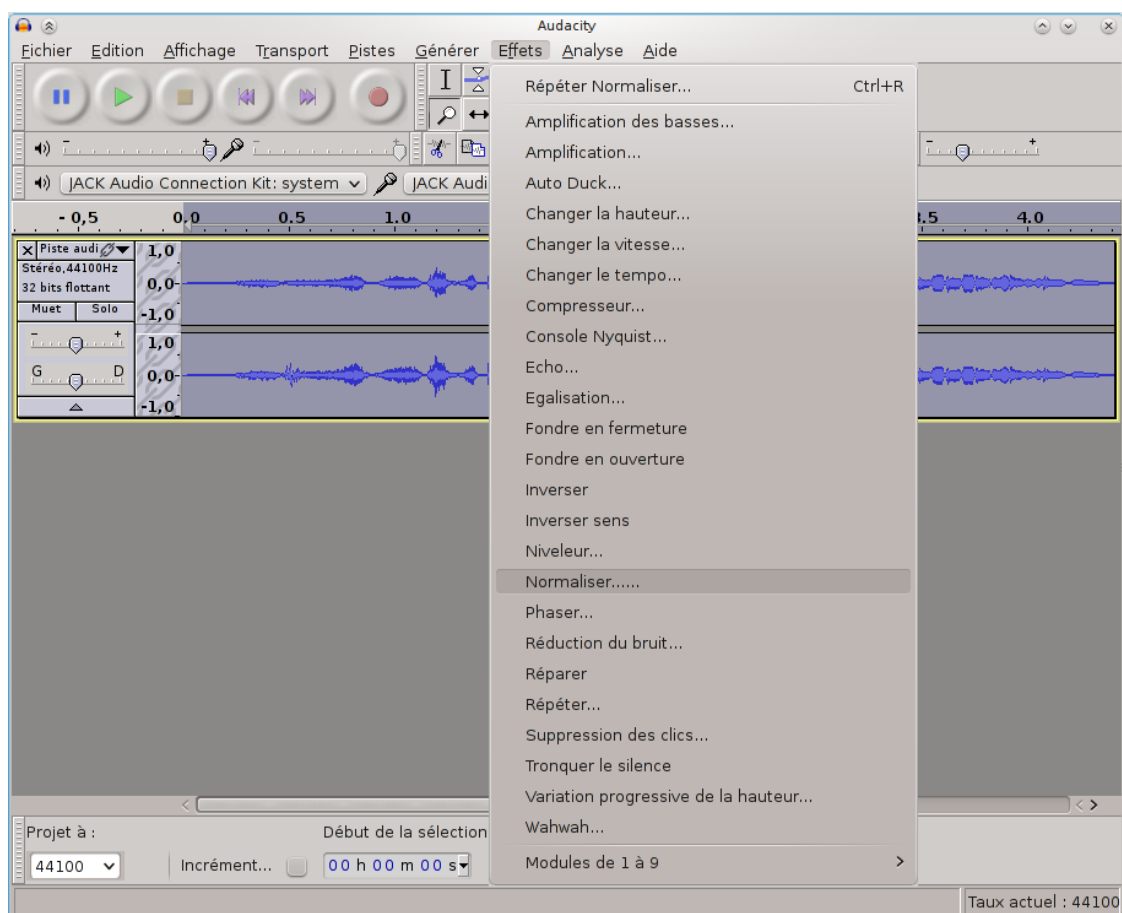 Audacity
Fichier Edition Affichage Transport Pistes Générer Effets Analyse Aide
Répéter Normaliser... Ctrl+R
Amplification des basses...
Amplification...
Auto Duck...
Changer la hauteur...
Changer la vitesse...
Changer le tempo...
Compresseur...
Console Nyquist...
Echo...
Egalisation...
Fondre en fermeture
Fondre en ouverture
Inverser
Inverser sens
Niveleur...
Normaliser......
Phaser...
Réduction du bruit...
Réparer
Répéter...
Suppression des clics...
Tronquer le silence
Variation progressive de la hauteur...
Wahwah...
Modules de 1 à 9
- +
- +
- +
JACK Audio Connection Kit: system JACK Audi
- 0,5 0,0 0.5 1.0 4.0
Piste audi
Stéréo,44100Hz
32 bits flottant
Muet Solo
- +
G D
1,0
0,0
-1,0
1,0
0,0
-1,0
Projet à : Début de la sélection
44100 Incrément... 00 h 00 m 00 s
Taux actuel : 44100